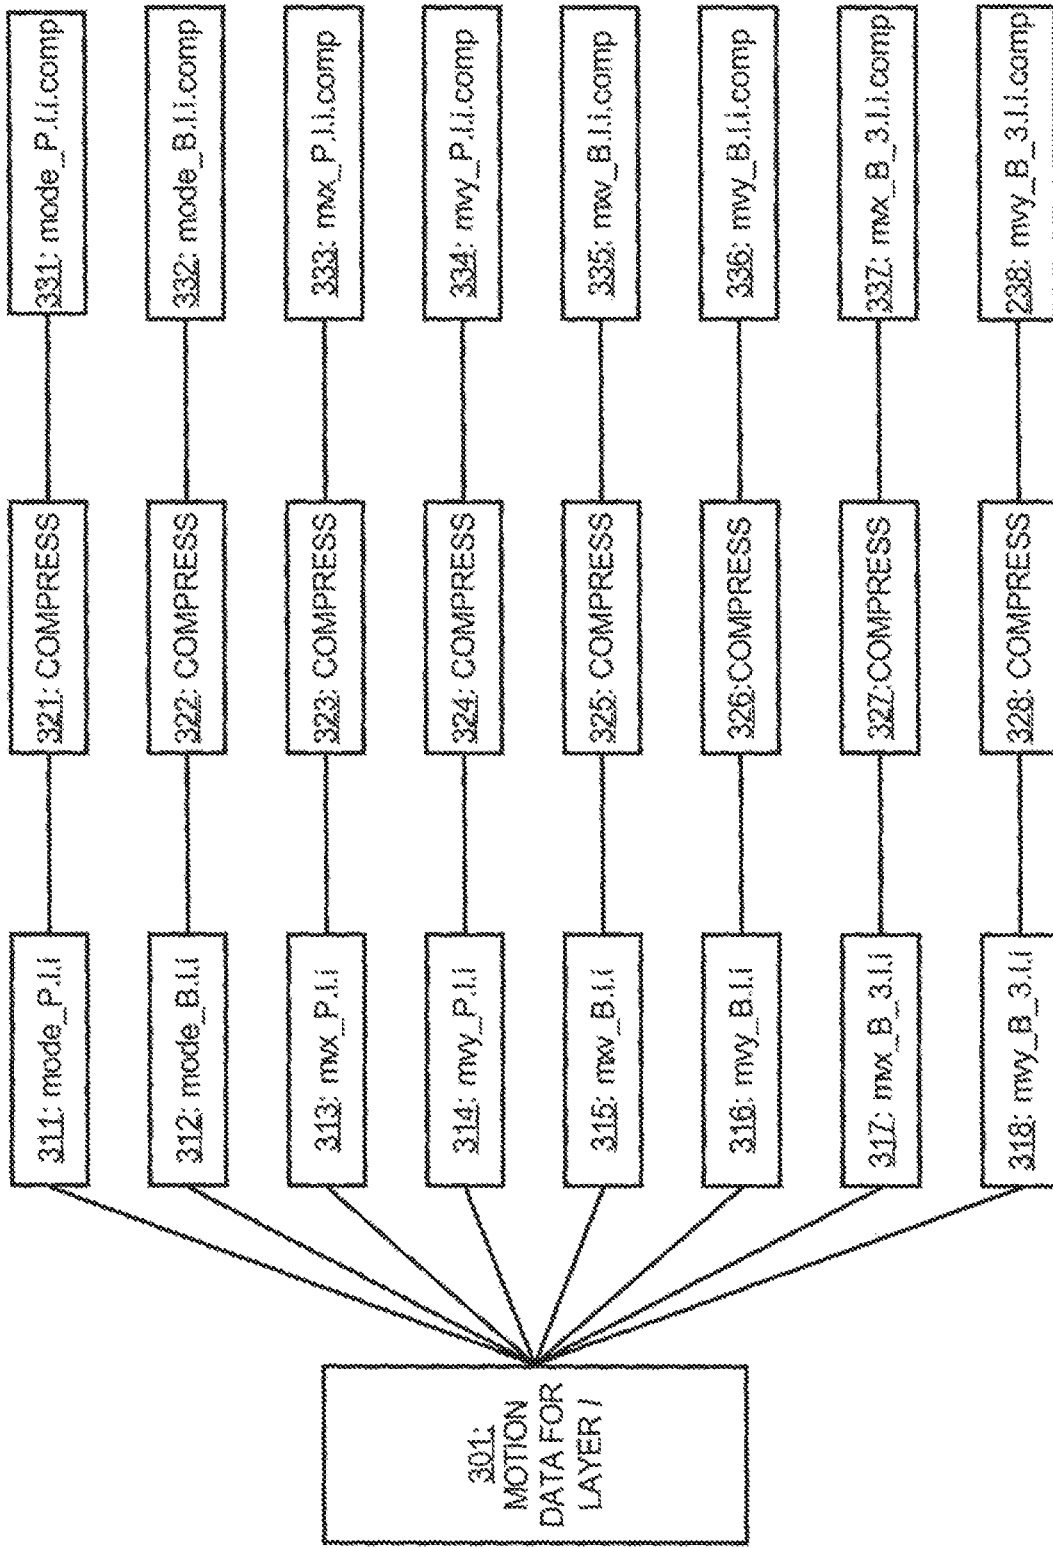 301:
MOTION
DATA FOR
LAYER l
311: mode_P.l.i
321: COMPRESS
331: mode_P.l.i.comp
312: mode_B.l.i
322: COMPRESS
332: mode_B.l.i.comp
313: mvx_P.l.i
323: COMPRESS
333: mvx_P.l.i.comp
314: mvy_P.l.i
324: COMPRESS
334: mvy_P.l.i.comp
315: mxv_B.l.i
325: COMPRESS
335: mxv_B.l.i.comp
316: mvy_B.l.i
326:COMPRESS
336: mvy_B.l.i.comp
317: mvx_B_3.l.i
327:COMPRESS
337: mvx_B_3.l.i.comp
318: mvy_B_3.l.i
328: COMPRESS
238: mvy_B_3.l.i.comp